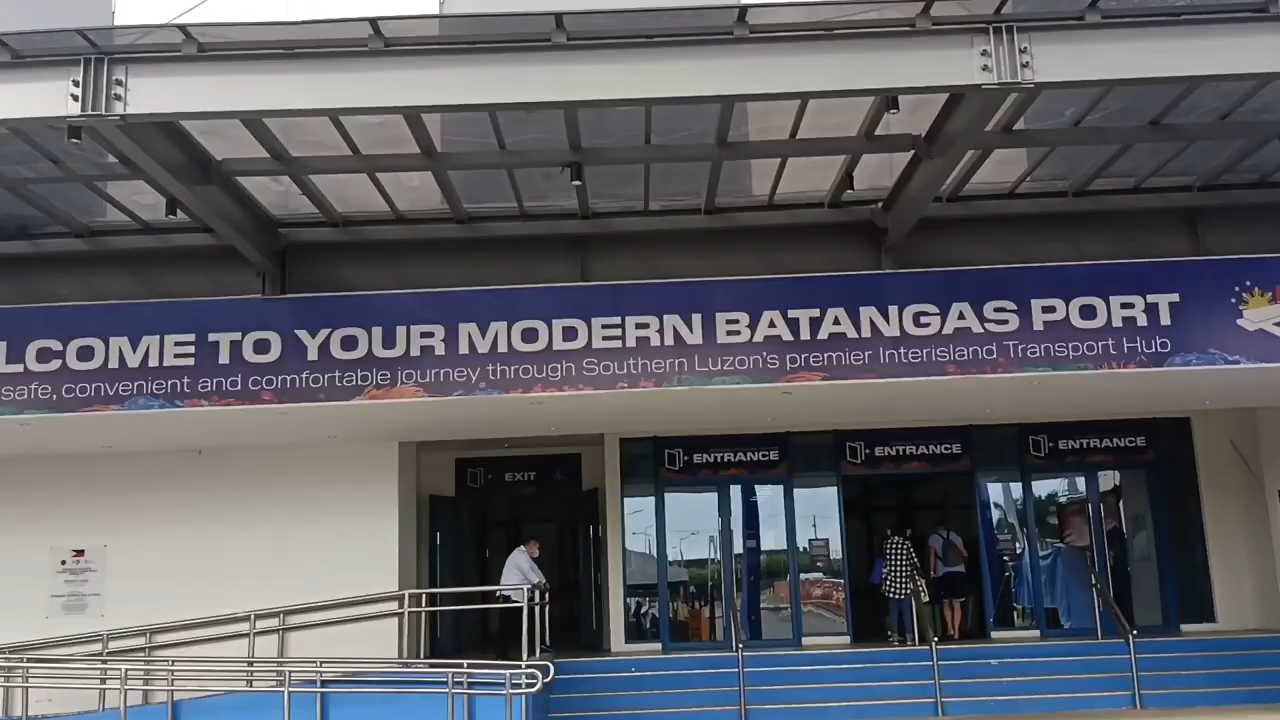 LCOME TO YOUR MODERN BATANGAS PORT
safe, convenient and comfortable journey through Southern Luzon's premier Interisland Transport Hub
EXIT
ENTRANCE
ENTRANCE
ENTRANCE